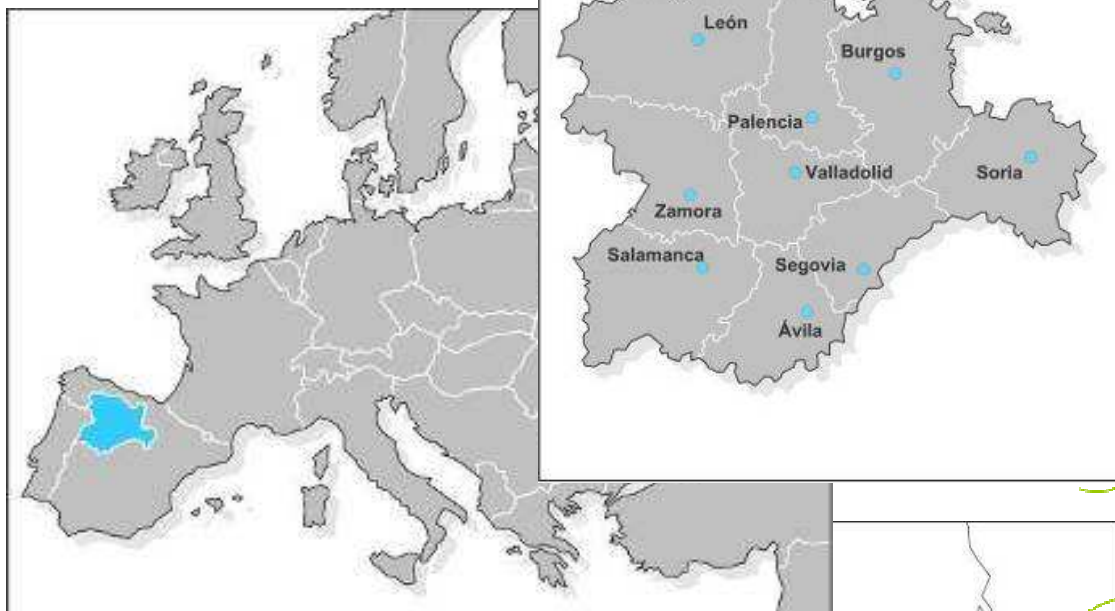 León
Burgos
Palencia
Valladolid
Soria
Zamora
Salamanca
Segovia
Ávila